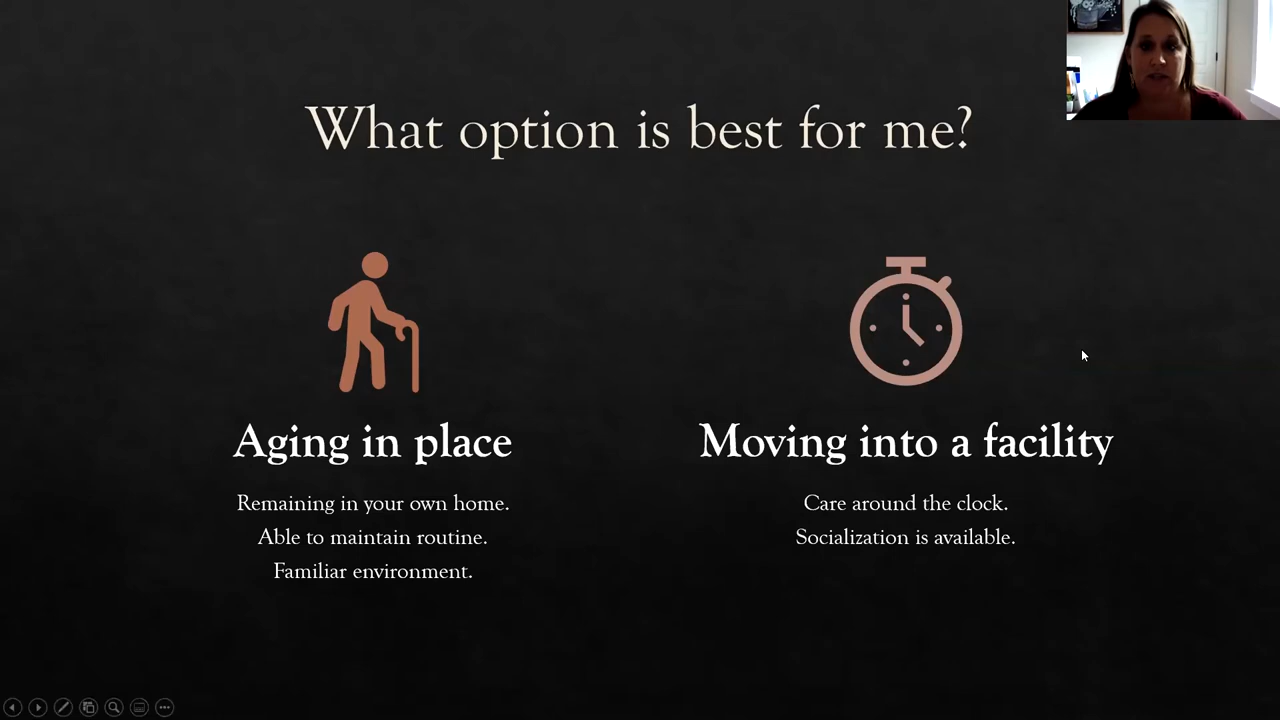 What option is best for me?
Aging in place
Remaining in your own home.
Able to maintain routine.
Familiar environment.
Moving into a facility
Care around the clock.
Socialization is available.